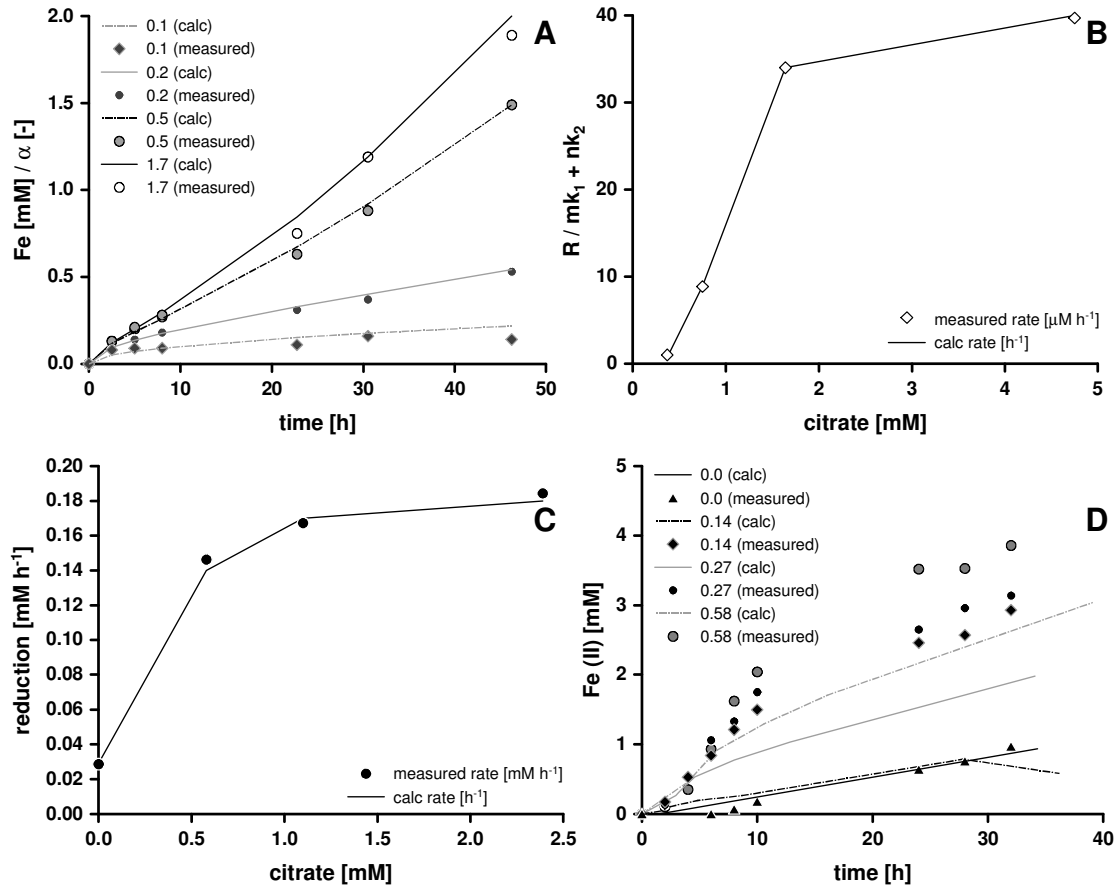 A
Fe [mM] / α [-]
2.0
1.5
1.0
0.5
0.0
0.1 (calc)
0.1 (measured)
0.2 (calc)
0.2 (measured)
0.5 (calc)
0.5 (measured)
1.7 (calc)
1.7 (measured)
0 10 20 30 40 50
time [h]
B
R / mk1 + nk2
40
30
20
10
0
measured rate [µM h-1]
calc rate [h-1]
0 1 2 3 4 5
citrate [mM]
C
reduction [mM h-1]
0.20
0.18
0.16
0.14
0.12
0.10
0.08
0.06
0.04
0.02
0.00
measured rate [mM h-1]
calc rate [h-1]
0.0 0.5 1.0 1.5 2.0 2.5
citrate [mM]
D
Fe (II) [mM]
5
4
3
2
1
0
0.0 (calc)
0.0 (measured)
0.14 (calc)
0.14 (measured)
0.27 (calc)
0.27 (measured)
0.58 (calc)
0.58 (measured)
0 10 20 30 40
time [h]